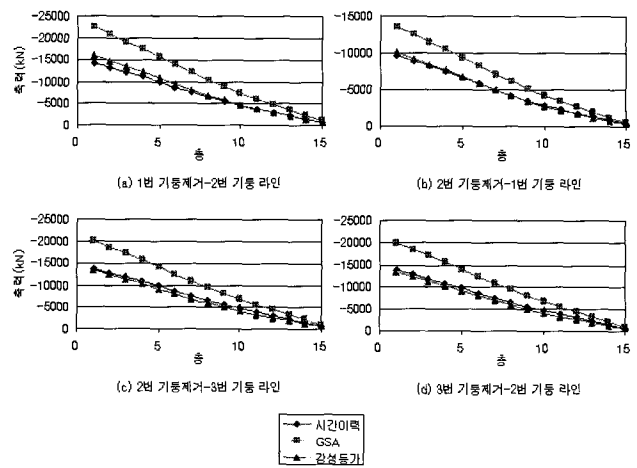 -25000
-20000
-15000
-10000
-5000
0
축력(kN)
0 5 10 15
층
(a) 1번 기둥제거-2번 기둥 라인
-15000
-10000
-5000
0
0 5 10 15
층
(b) 2번 기둥제거-1번 기둥 라인
-25000
-20000
-15000
-10000
-5000
0
축력(kN)
0 5 10 15
층
(c) 2번 기둥제거-3번 기둥 라인
-25000
-20000
-15000
-10000
-5000
0
0 5 10 15
층
(d) 3번 기둥제거-2번 기둥 라인
시간이력
GSA
감성등가